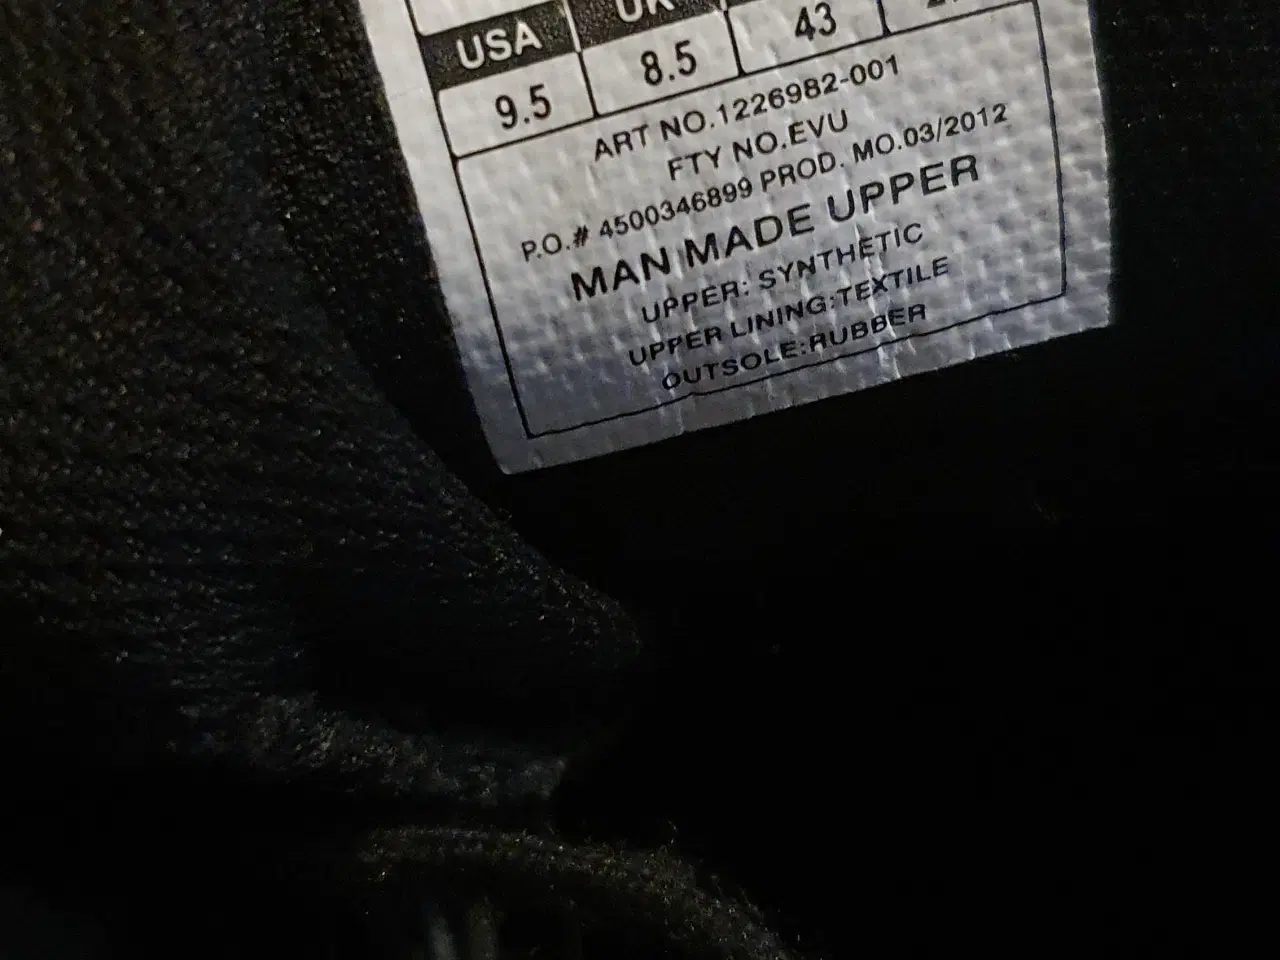 USA UK
9.5 8.5 43
ART NO.1226982-001
FTY NO.EVU
P.O.# 4500346899 PROD. MO.03/2012
MAN MADE UPPER
UPPER: SYNTHETIC
UPPER LINING:TEXTILE
OUTSOLE:RUBBER